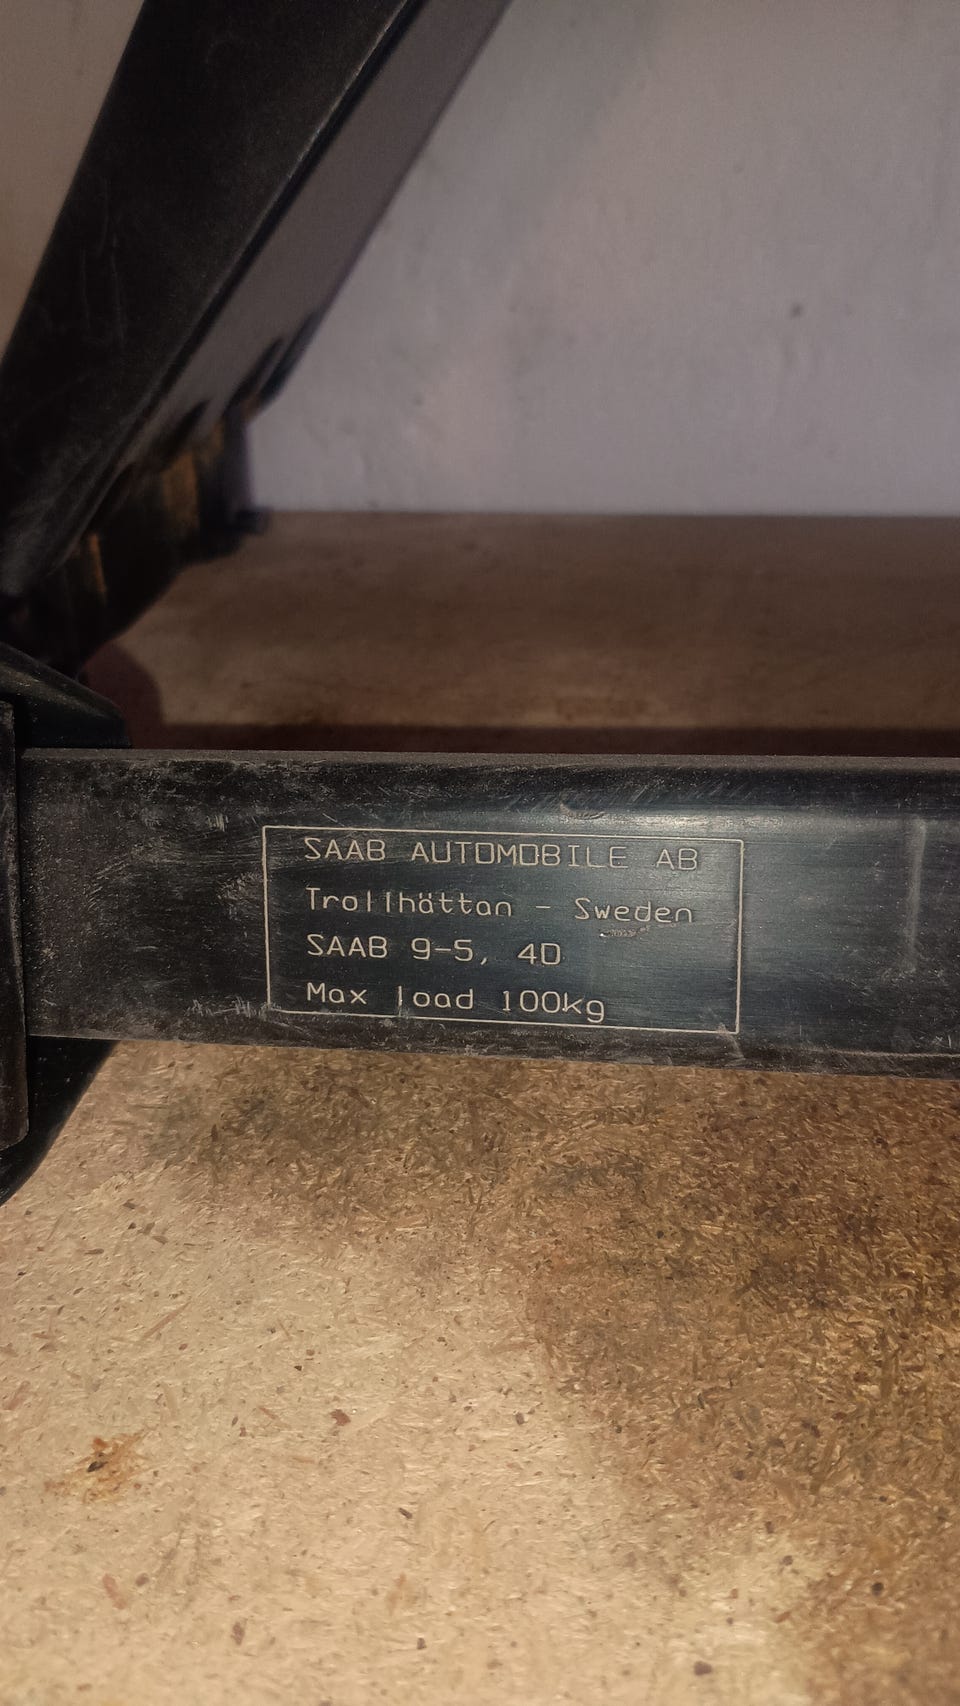 SAAB AUTOMOBILE AB
Trollhättan - Sweden
SAAB 9-5, 4D
Max load 100kg